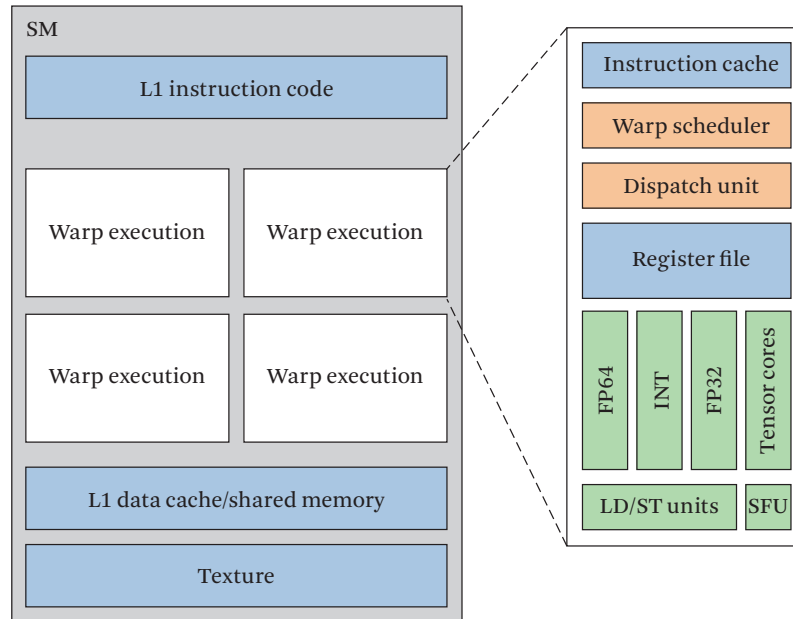 SM
L1 instruction code
Warp execution
Warp execution
Warp execution
Warp execution
L1 data cache/shared memory
Texture
Instruction cache
Warp scheduler
Dispatch unit
Register file
FP64
INT
FP32
Tensor cores
LD/ST units
SFU